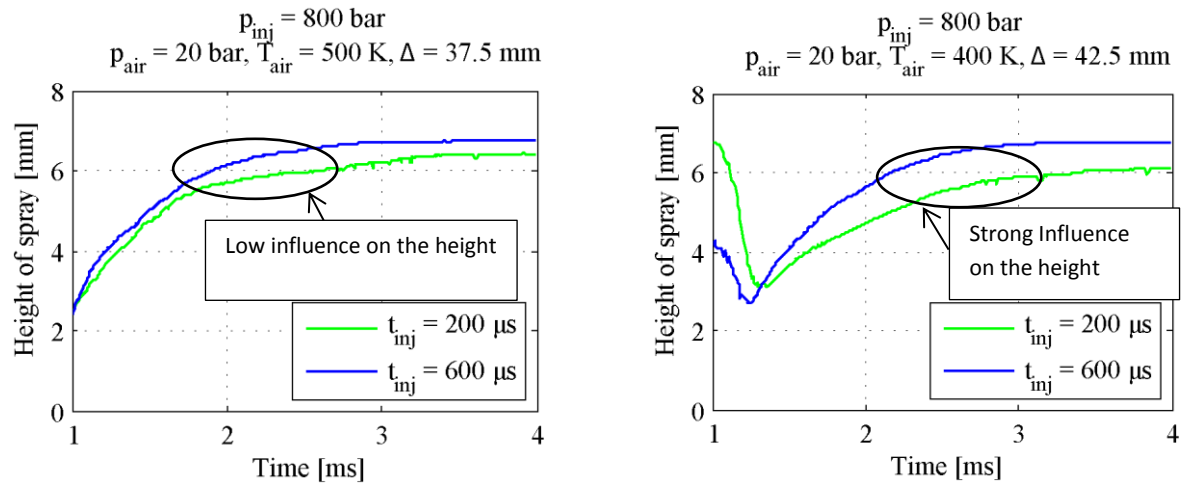 p_inj = 800 bar
p_air = 20 bar, T_air = 500 K, Δ = 37.5 mm
Height of spray [mm]
8
6
4
2
0
Low influence on the height
t_inj = 200 μs
t_inj = 600 μs
1 2 3 4
Time [ms]
p_inj = 800 bar
p_air = 20 bar, T_air = 400 K, Δ = 42.5 mm
Height of spray [mm]
8
6
4
2
0
Strong Influence
on the height
t_inj = 200 μs
t_inj = 600 μs
1 2 3 4
Time [ms]